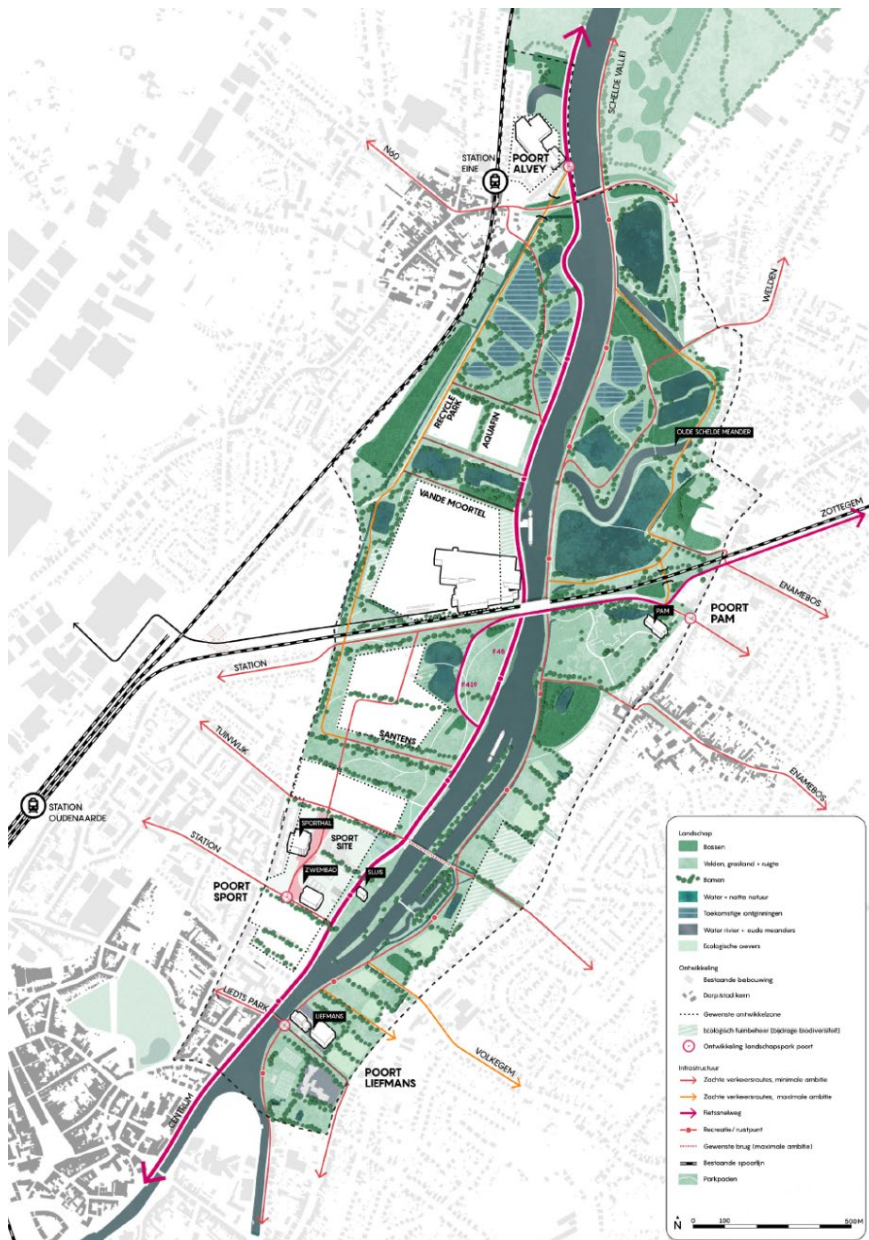 SCHELDE VALLEI
N60
STATION
EINE
POORT
ALVEY
WELDEN
RECYCLE
PARK
AQUAFIN
OUDE SCHELDE MEANDER
VANDE MOORTEL
ZOTTEGEM
ENAMEBOS
PAM
POORT
PAM
STATION
F45
F419
SANTENS
TUINWIJK
ENAMEBOS
STATION
OUDENAARDE
SPORTHAL
SPORT
SITE
STATION
ZWEMBAD
SLUIS
POORT
SPORT
LIEDTS PARK
LIEFMANS
VOLKEGEM
POORT
LIEFMANS
CENTRUM
Landschap
Bossen
Velden, grasland + ruigte
Bomen
Water + natte natuur
Toekomstige ontginningen
Water rivier + oude meanders
Ecologische oevers
Ontwikkeling
Bestaande bebouwing
Dorp/stad kern
Gewenste ontwikkelzone
Ecologisch tuinbeheer (bijdrage biodiversiteit)
Ontwikkeling landschapspark poort
Infrastructuur
Zachte verkeersroutes, minimale ambitie
Zachte verkeersroutes, maximale ambitie
Fietssnelweg
Recreatie/ rustpunt
Gewenste brug (maximale ambitie)
Bestaande spoorlijn
Parkpaden
N
0 100 500M